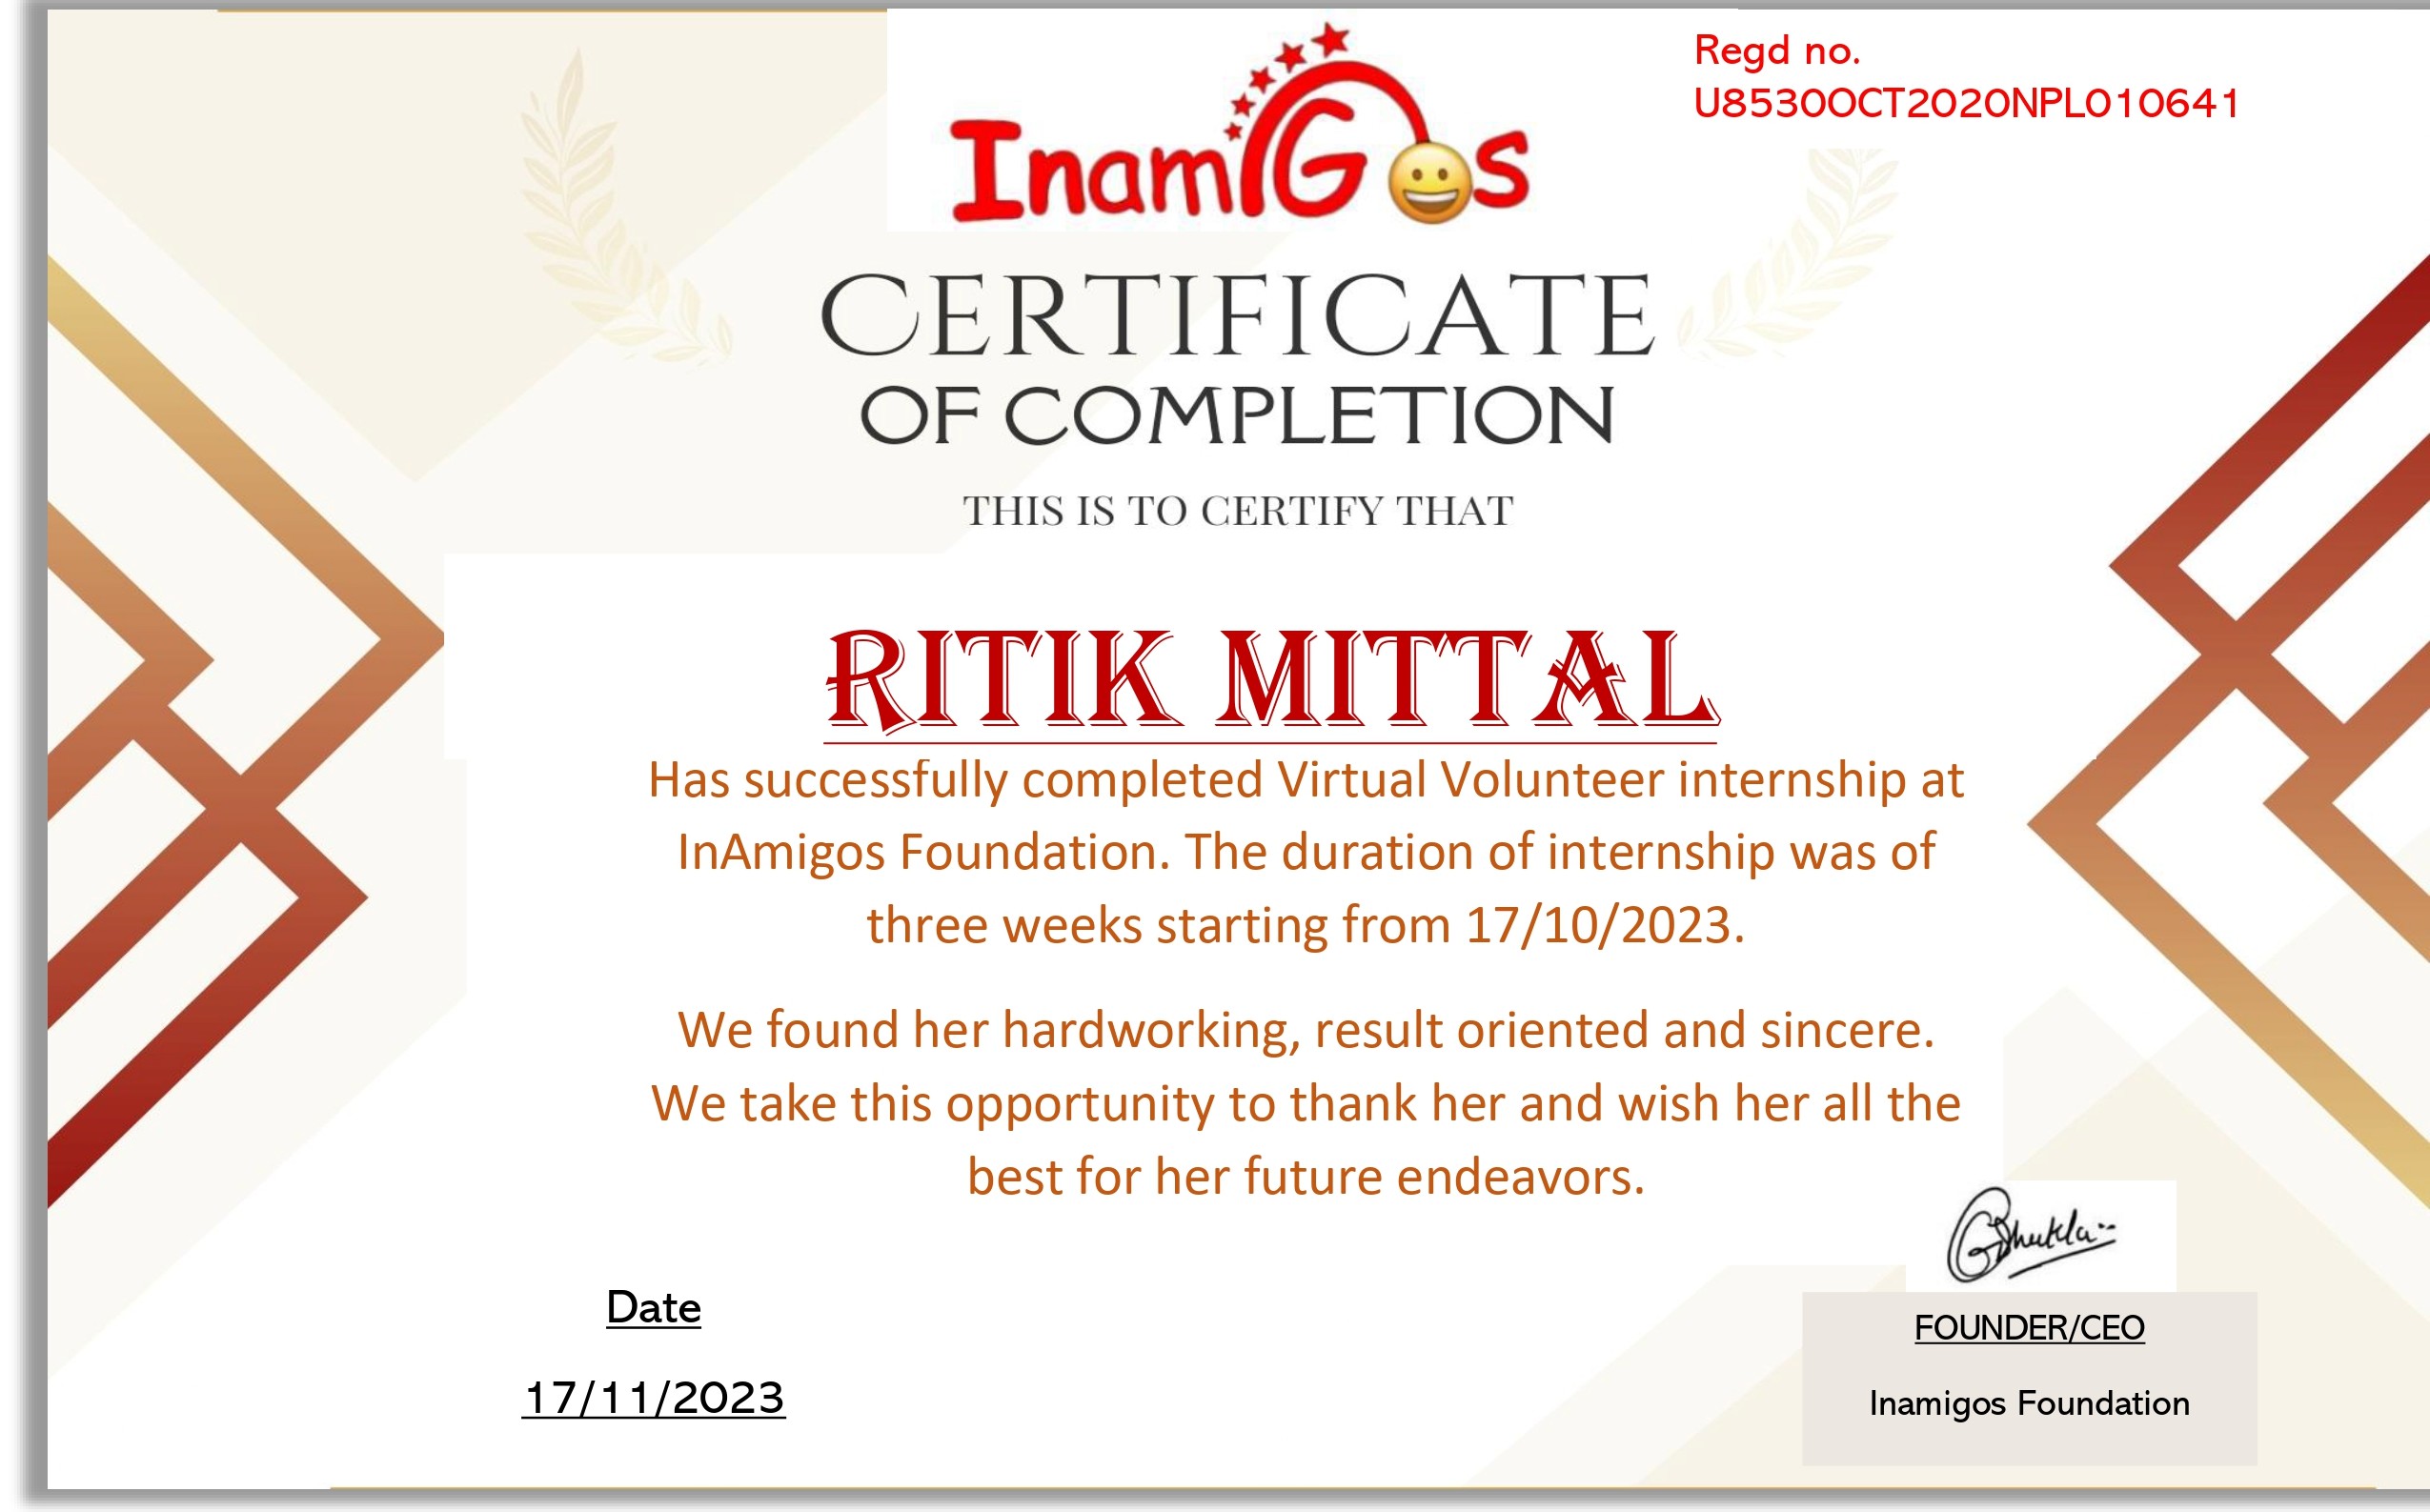 InamiGos
Regd no.
U85300CT2020NPL010641
CERTIFICATE
OF COMPLETION
THIS IS TO CERTIFY THAT
RITIK MITTAL
Has successfully completed Virtual Volunteer internship at
InAmigos Foundation. The duration of internship was of
three weeks starting from 17/10/2023.
We found her hardworking, result oriented and sincere.
We take this opportunity to thank her and wish her all the
best for her future endeavors.
Shukla
Date
FOUNDER/CEO
17/11/2023
Inamigos Foundation